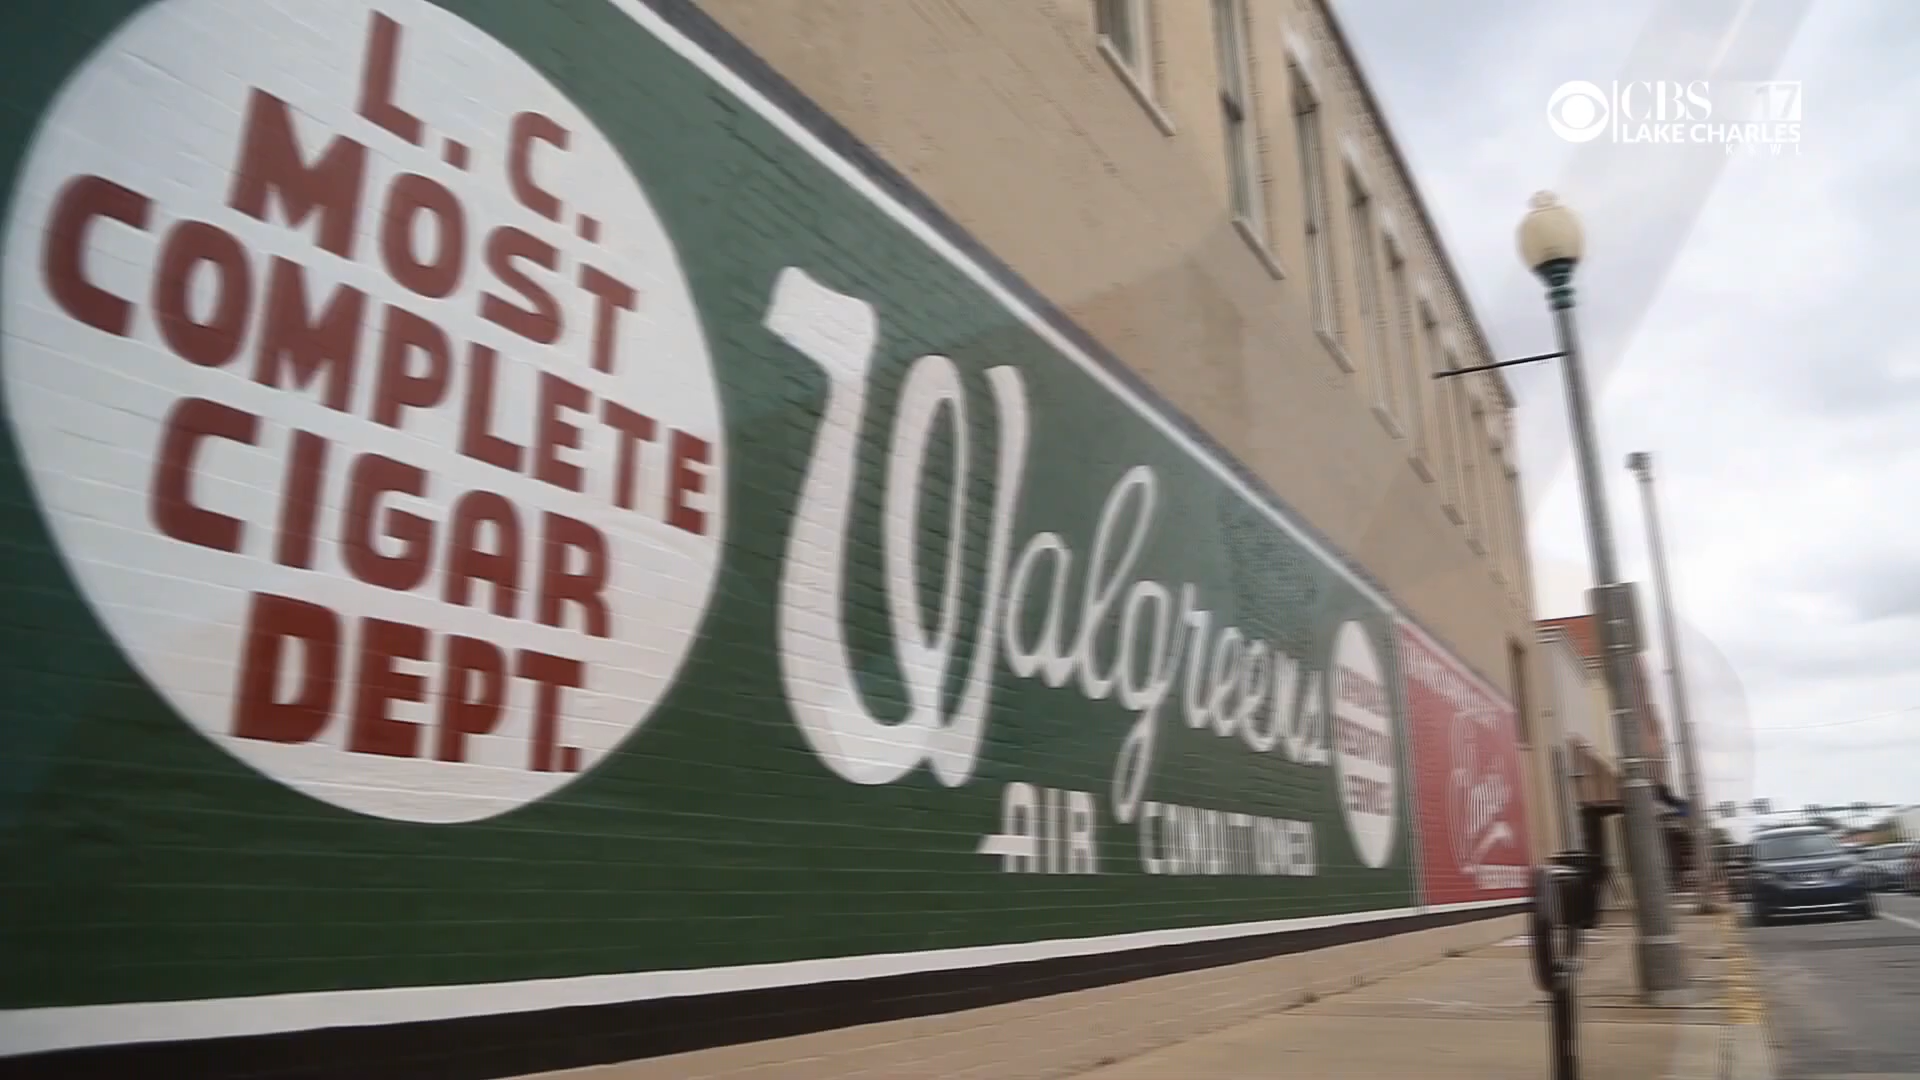 L. C.
MOST
COMPLETE
CIGAR
DEPT.
Walgreens
AIR CONDITIONED
CBS 17
LAKE CHARLES